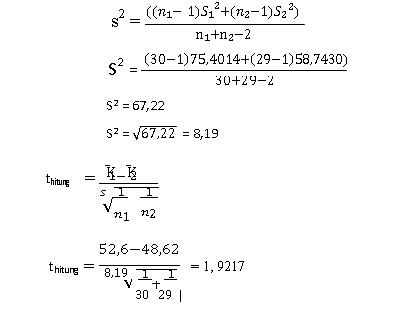 s² = ((n₁− 1)S₁²+(n₂−1)S₂²) / n₁+n₂−2
S² = (30−1)75,4014+(29−1)58,7430) / 30+29−2
S² = 67,22
S² = √67,22 = 8,19
t hitung = x̄₁−x̄₂ / s √ 1/n₁ 1/n₂
t hitung = 52,6−48,62 / 8,19 √ 1/30 + 1/29 | = 1, 9217